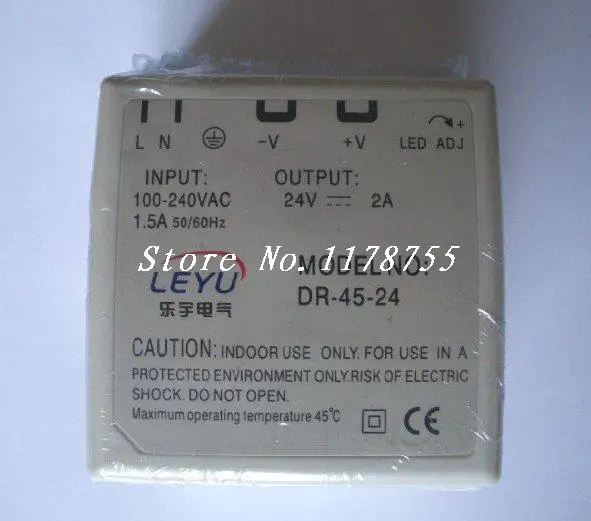 L N -V +V LED ADJ +
INPUT: OUTPUT:
100-240VAC 24V 2A
1.5A 50/60Hz
Store No. 1178755
LEYU MODEL NO:
乐宇电气 DR-45-24
CAUTION: INDOOR USE ONLY. FOR USE IN A
PROTECTED ENVIRONMENT ONLY.RISK OF ELECTRIC
SHOCK. DO NOT OPEN.
Maximum operating temperature 45℃ CE